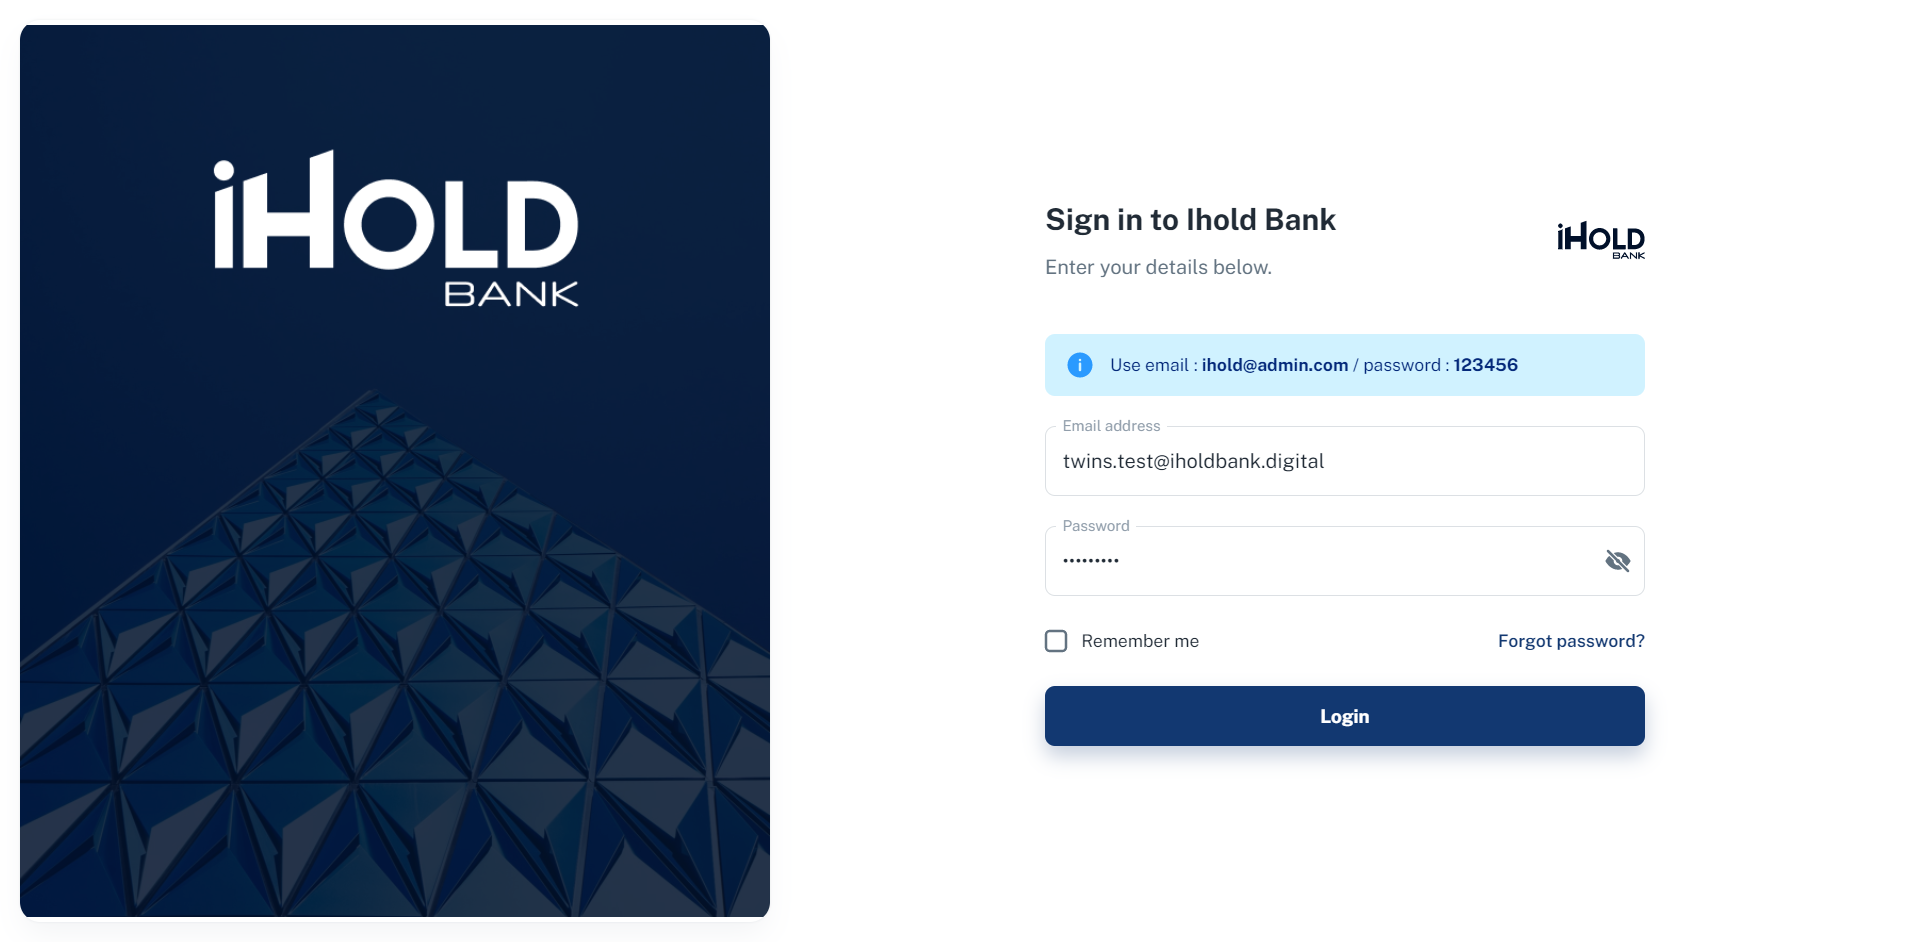 iHOLD
BANK
Sign in to Ihold Bank
iHOLD
BANK
Enter your details below.
Use email : ihold@admin.com / password : 123456
Email address
twins.test@iholdbank.digital
Password
•••••••••
Remember me
Forgot password?
Login